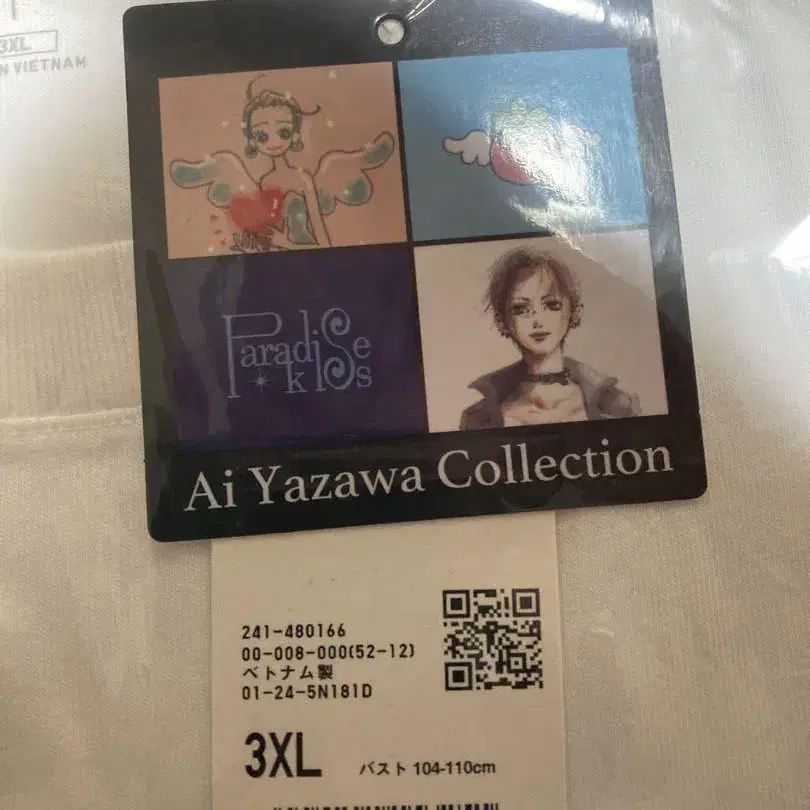 3XL
N VIETNAM
ParadiSe
kiSs
Ai Yazawa Collection
241-480166
00-008-000(52-12)
ベトナム製
01-24-5N181D
3XL バスト 104-110cm